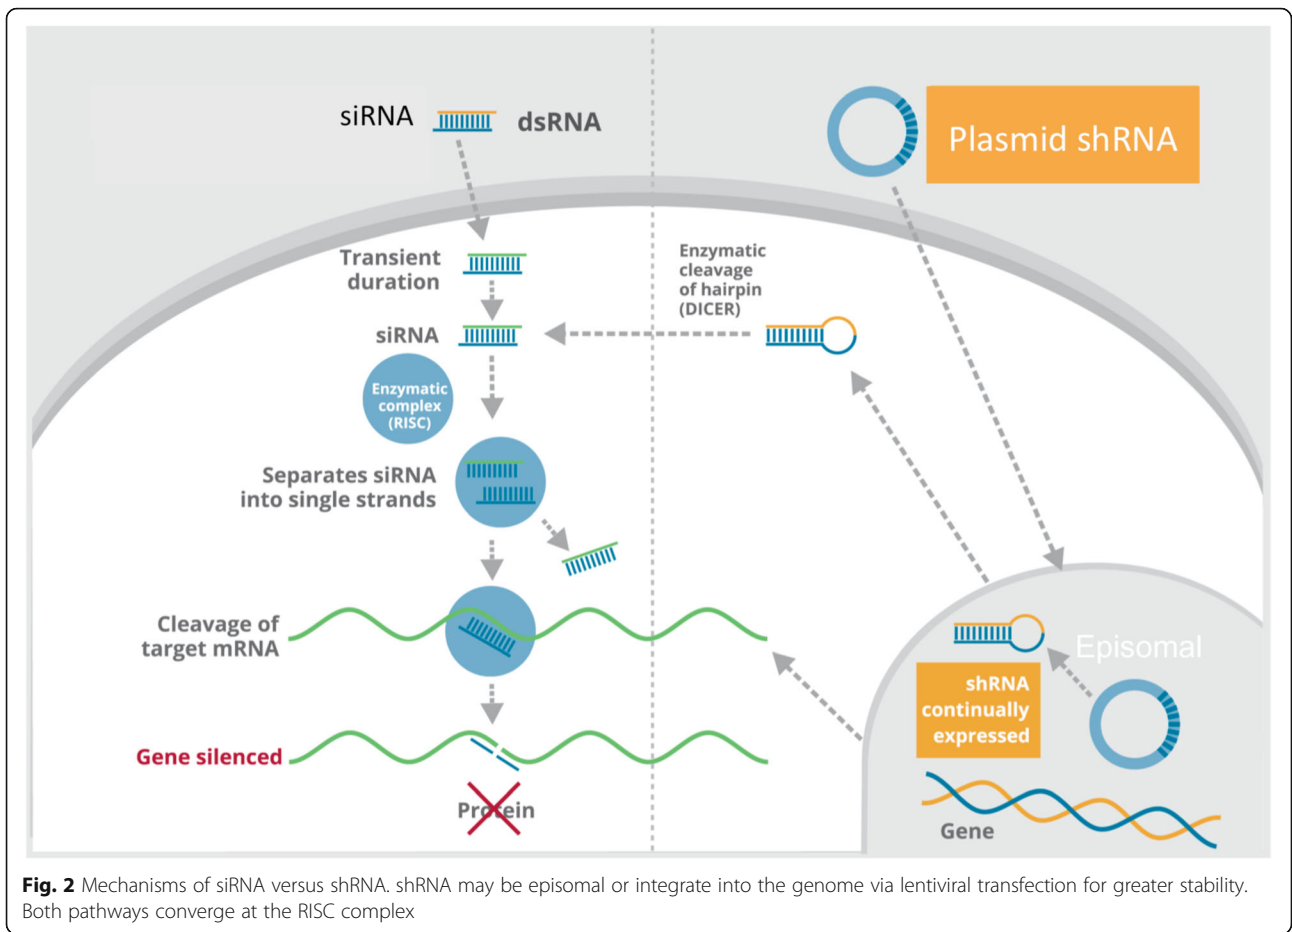 siRNA
dsRNA
Plasmid shRNA
Transient
duration
Enzymatic
cleavage
of hairpin
(DICER)
siRNA
Enzymatic
complex
(RISC)
Separates siRNA
into single strands
Cleavage of
target mRNA
Episomal
shRNA
continually
expressed
Gene silenced
Protein
Gene
Fig. 2 Mechanisms of siRNA versus shRNA. shRNA may be episomal or integrate into the genome via lentiviral transfection for greater stability.
Both pathways converge at the RISC complex